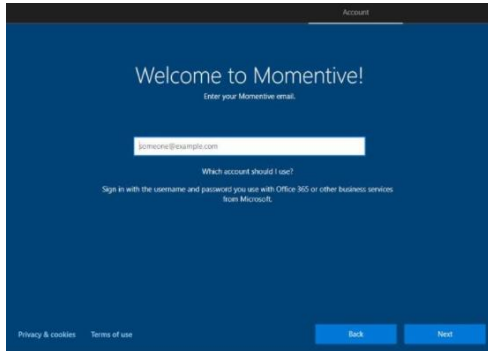 Account
Welcome to Momentive!
Enter your Momentive email.
someone@example.com
Which account should I use?
Sign in with the username and password you use with Office 365 or other business services
from Microsoft.
Privacy & cookies Terms of use Back Next